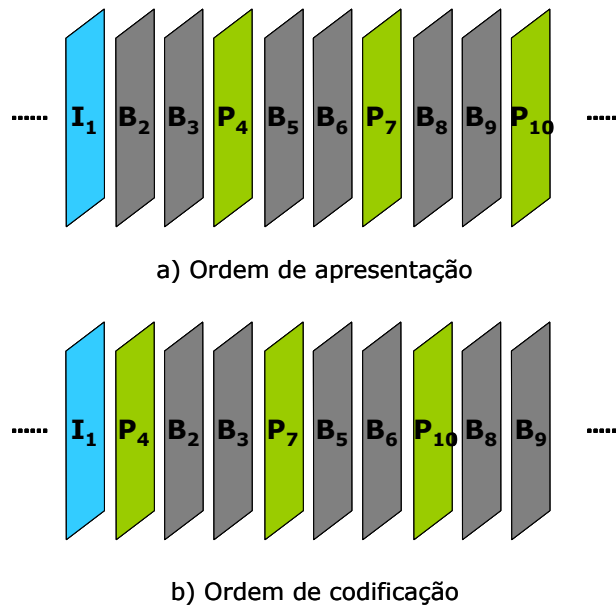 ...... I₁ B₂ B₃ P₄ B₅ B₆ P₇ B₈ B₉ P₁₀ .....
a) Ordem de apresentação
...... I₁ P₄ B₂ B₃ P₇ B₅ B₆ P₁₀ B₈ B₉ .....
b) Ordem de codificação